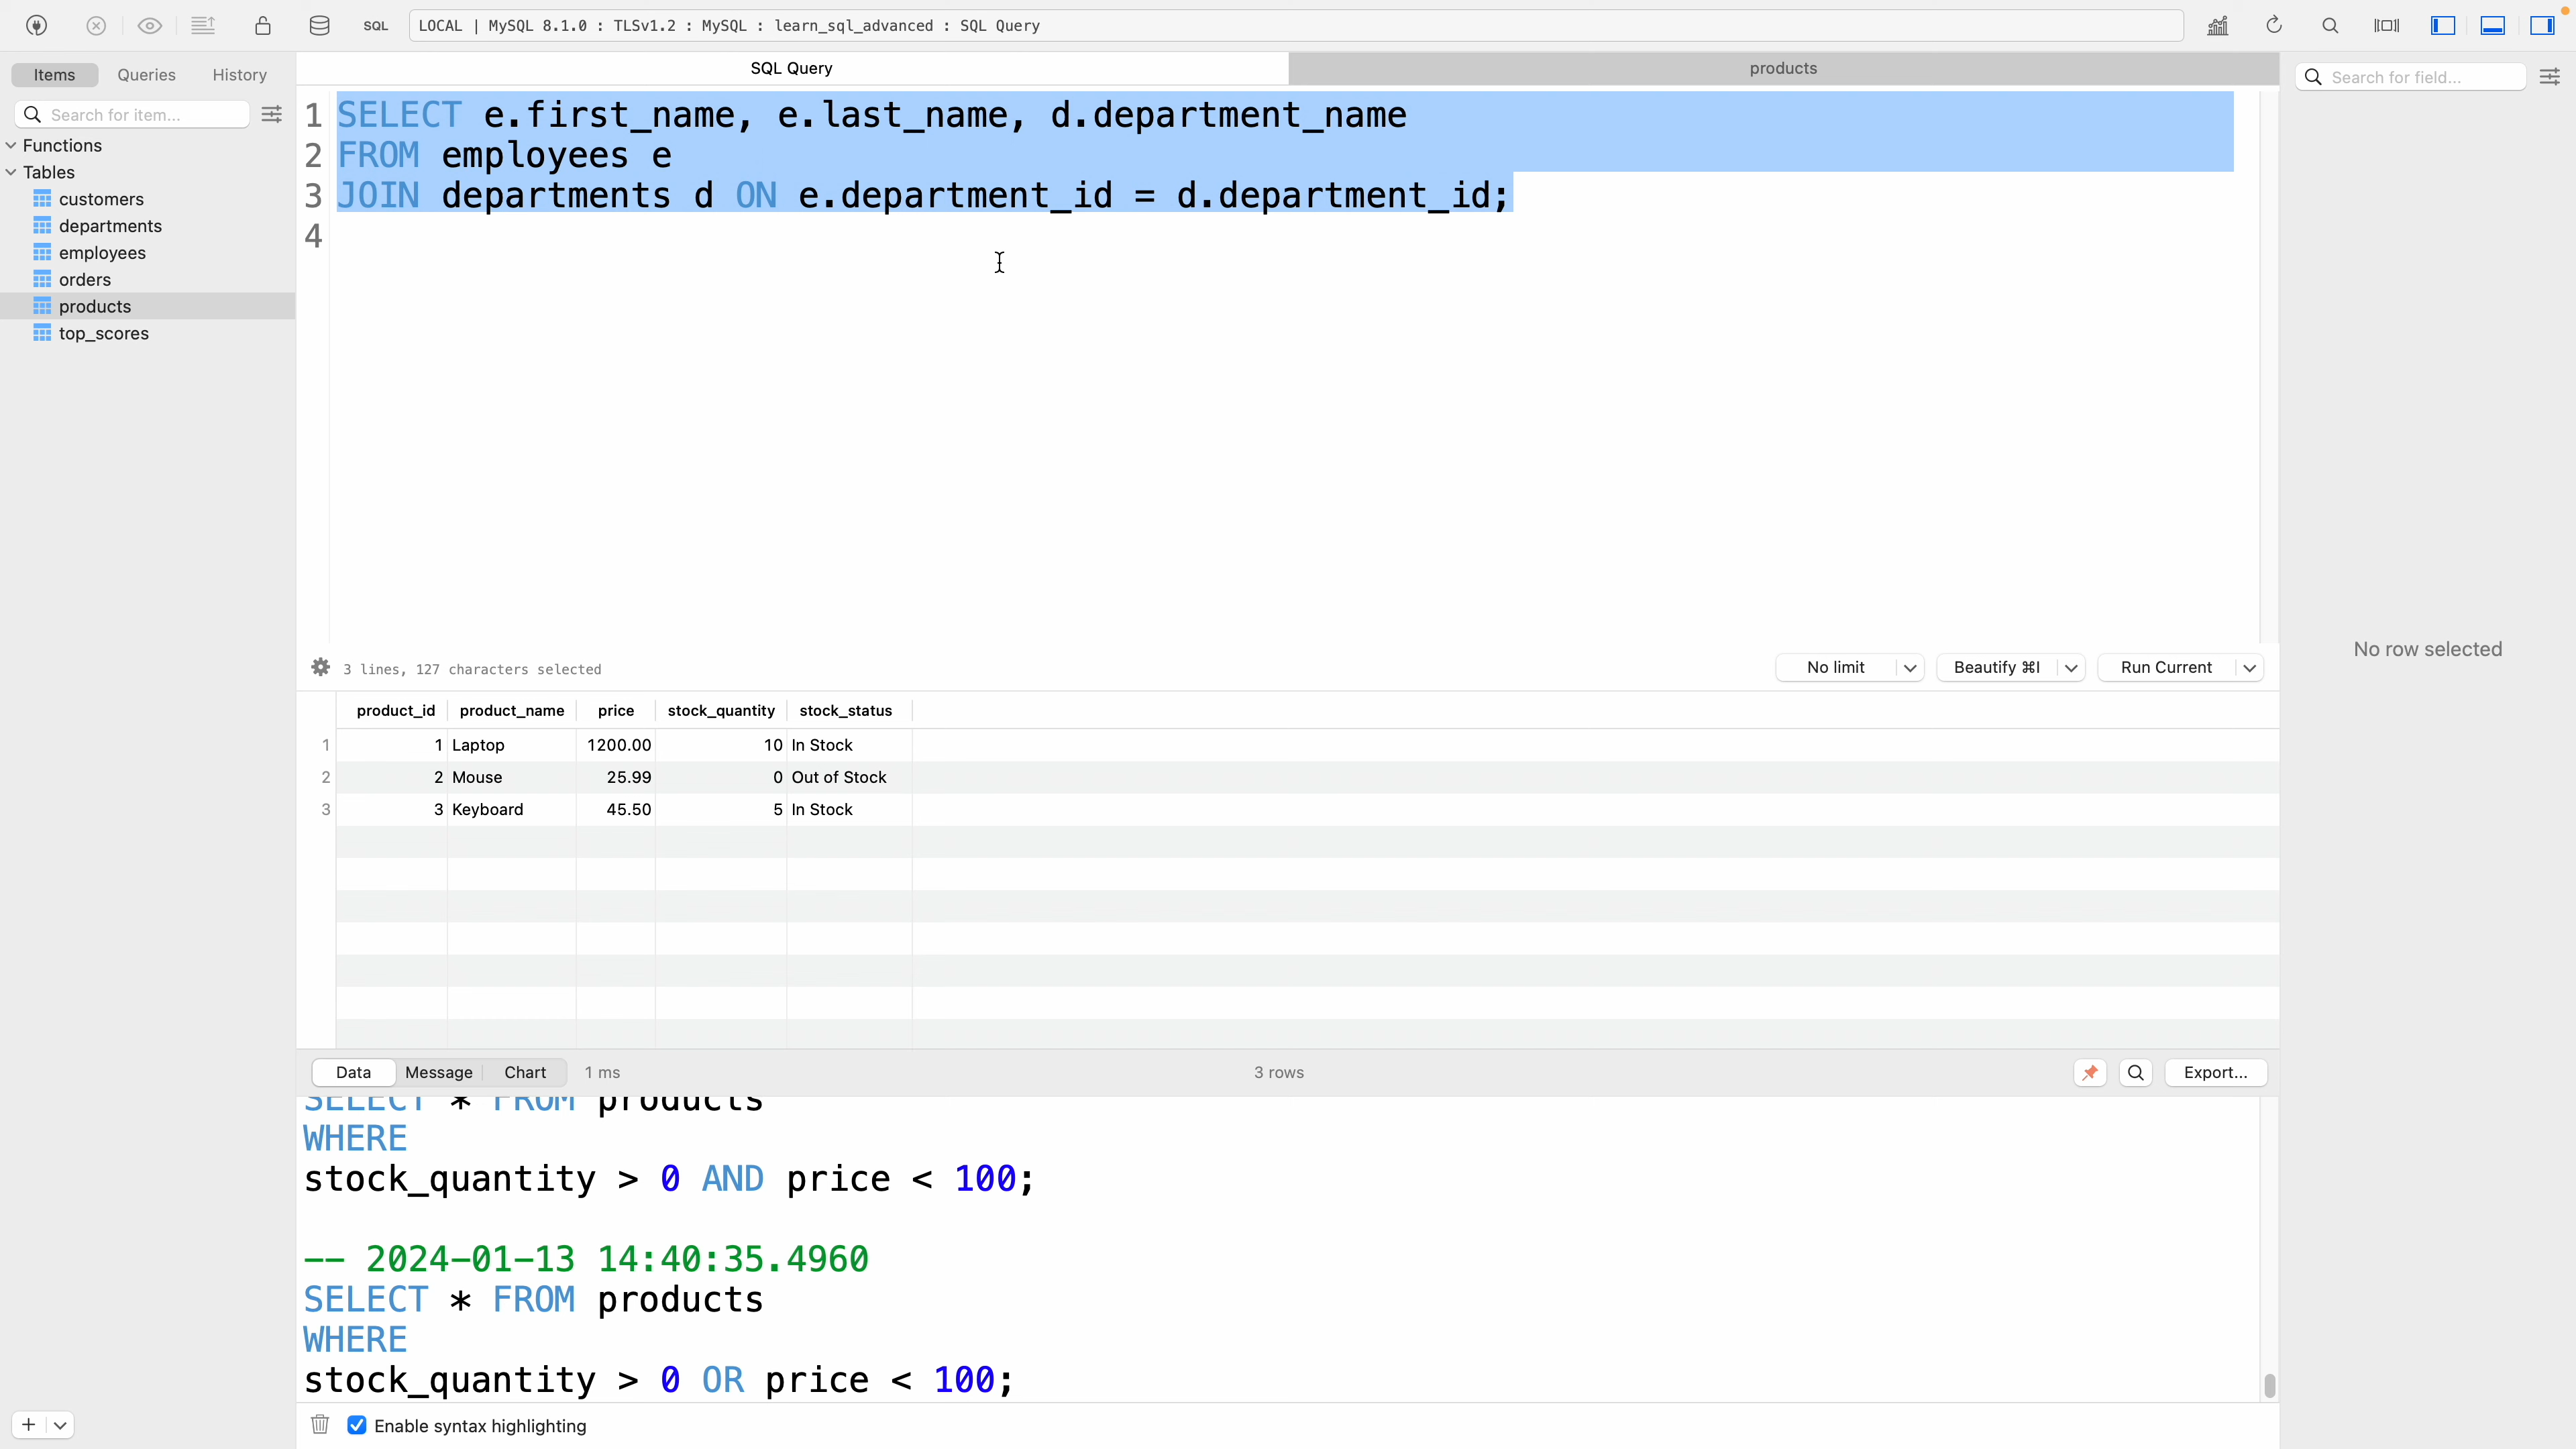 SQL
LOCAL | MySQL 8.1.0 : TLSv1.2 : MySQL : learn_sql_advanced : SQL Query
Items Queries History
SQL Query
products
Search for field...
Search for item...
Functions
Tables
customers
departments
employees
orders
products
top_scores
1 SELECT e.first_name, e.last_name, d.department_name
2 FROM employees e
3 JOIN departments d ON e.department_id = d.department_id;
4
No row selected
3 lines, 127 characters selected
No limit
Beautify ⌘I
Run Current
product_id product_name price stock_quantity stock_status
1 1 Laptop 1200.00 10 In Stock
2 2 Mouse 25.99 0 Out of Stock
3 3 Keyboard 45.50 5 In Stock
Data Message Chart 1 ms
3 rows
Export...
SELECT * FROM products
WHERE
stock_quantity > 0 AND price < 100;
-- 2024-01-13 14:40:35.4960
SELECT * FROM products
WHERE
stock_quantity > 0 OR price < 100;
Enable syntax highlighting